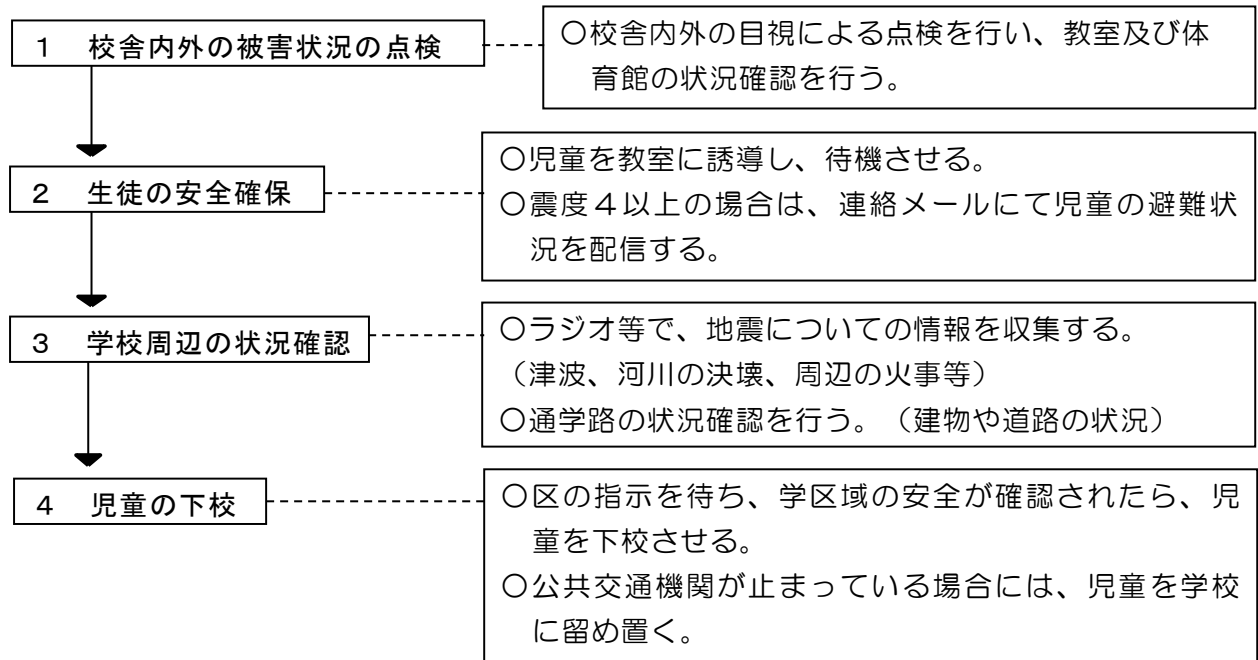 1 校舎内外の被害状況の点検
〇校舎内外の目視による点検を行い、教室及び体
育館の状況確認を行う。
2 生徒の安全確保
〇児童を教室に誘導し、待機させる。
〇震度4以上の場合は、連絡メールにて児童の避難状
況を配信する。
3 学校周辺の状況確認
〇ラジオ等で、地震についての情報を収集する。
(津波、河川の決壊、周辺の火事等)
〇通学路の状況確認を行う。(建物や道路の状況)
4 児童の下校
〇区の指示を待ち、学区域の安全が確認されたら、児
童を下校させる。
〇公共交通機関が止まっている場合には、児童を学校
に留め置く。